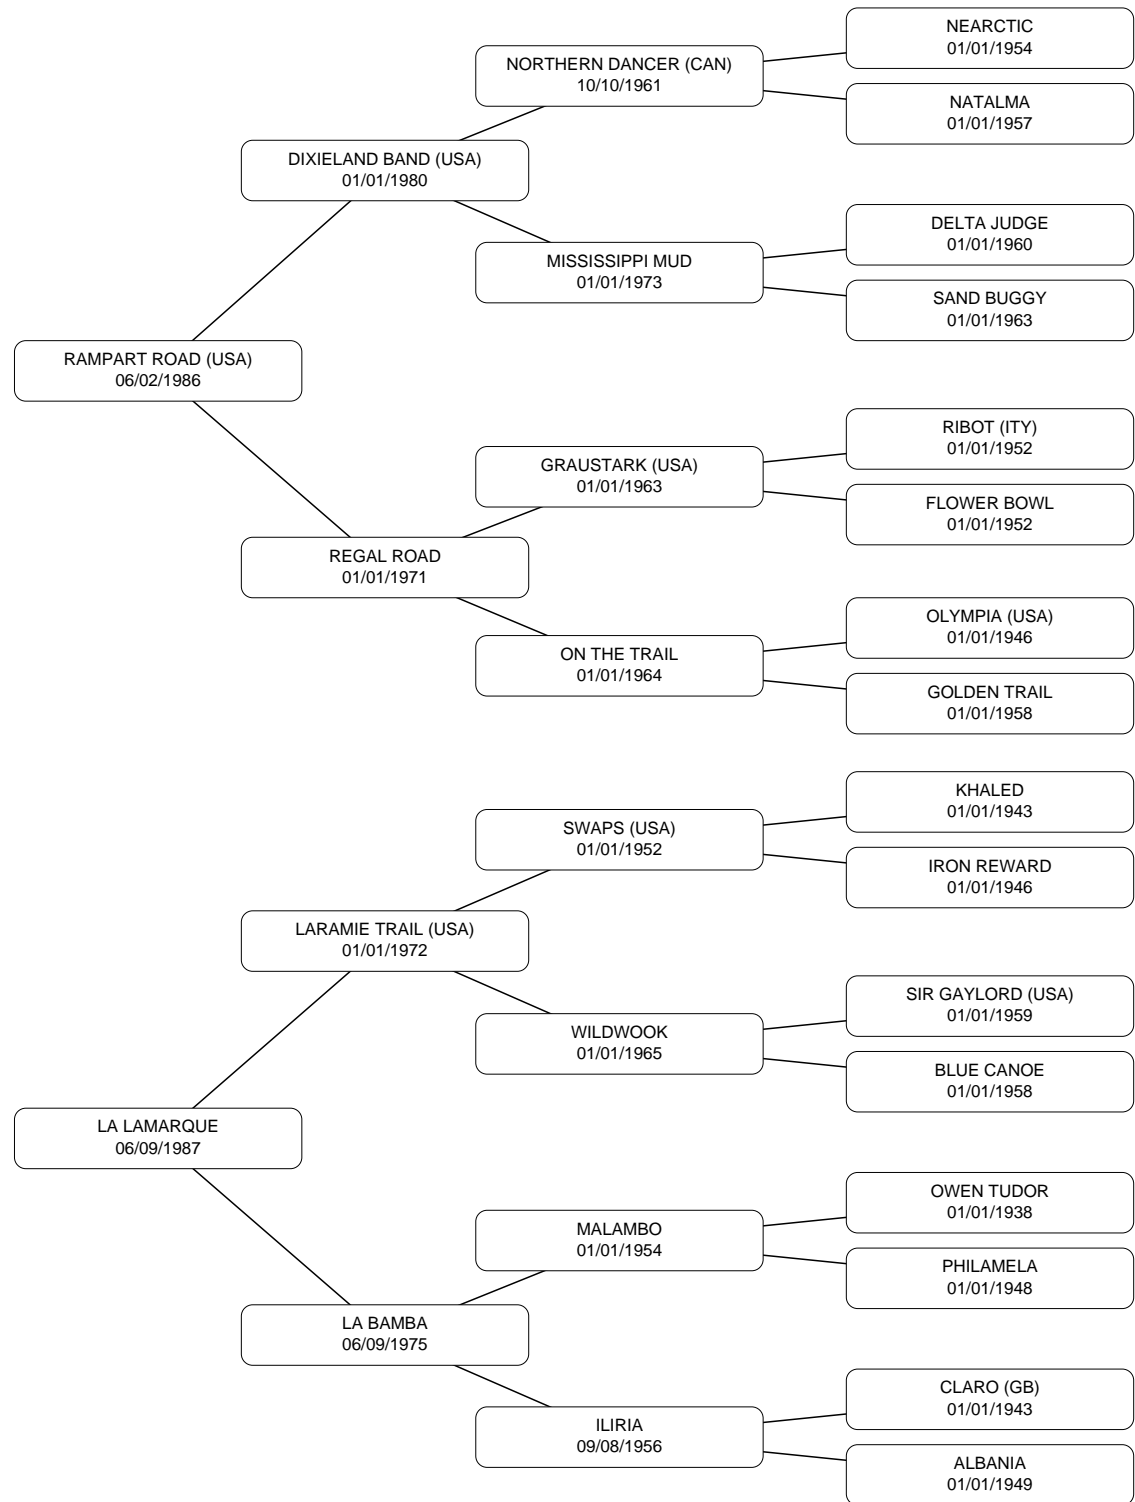 NEARCTIC
01/01/1954
NORTHERN DANCER (CAN)
10/10/1961
NATALMA
01/01/1957
DIXIELAND BAND (USA)
01/01/1980
DELTA JUDGE
01/01/1960
MISSISSIPPI MUD
01/01/1973
SAND BUGGY
01/01/1963
RAMPART ROAD (USA)
06/02/1986
RIBOT (ITY)
01/01/1952
GRAUSTARK (USA)
01/01/1963
FLOWER BOWL
01/01/1952
REGAL ROAD
01/01/1971
OLYMPIA (USA)
01/01/1946
ON THE TRAIL
01/01/1964
GOLDEN TRAIL
01/01/1958
KHALED
01/01/1943
SWAPS (USA)
01/01/1952
IRON REWARD
01/01/1946
LARAMIE TRAIL (USA)
01/01/1972
SIR GAYLORD (USA)
01/01/1959
WILDWOOK
01/01/1965
BLUE CANOE
01/01/1958
LA LAMARQUE
06/09/1987
OWEN TUDOR
01/01/1938
MALAMBO
01/01/1954
PHILAMELA
01/01/1948
LA BAMBA
06/09/1975
CLARO (GB)
01/01/1943
ILIRIA
09/08/1956
ALBANIA
01/01/1949